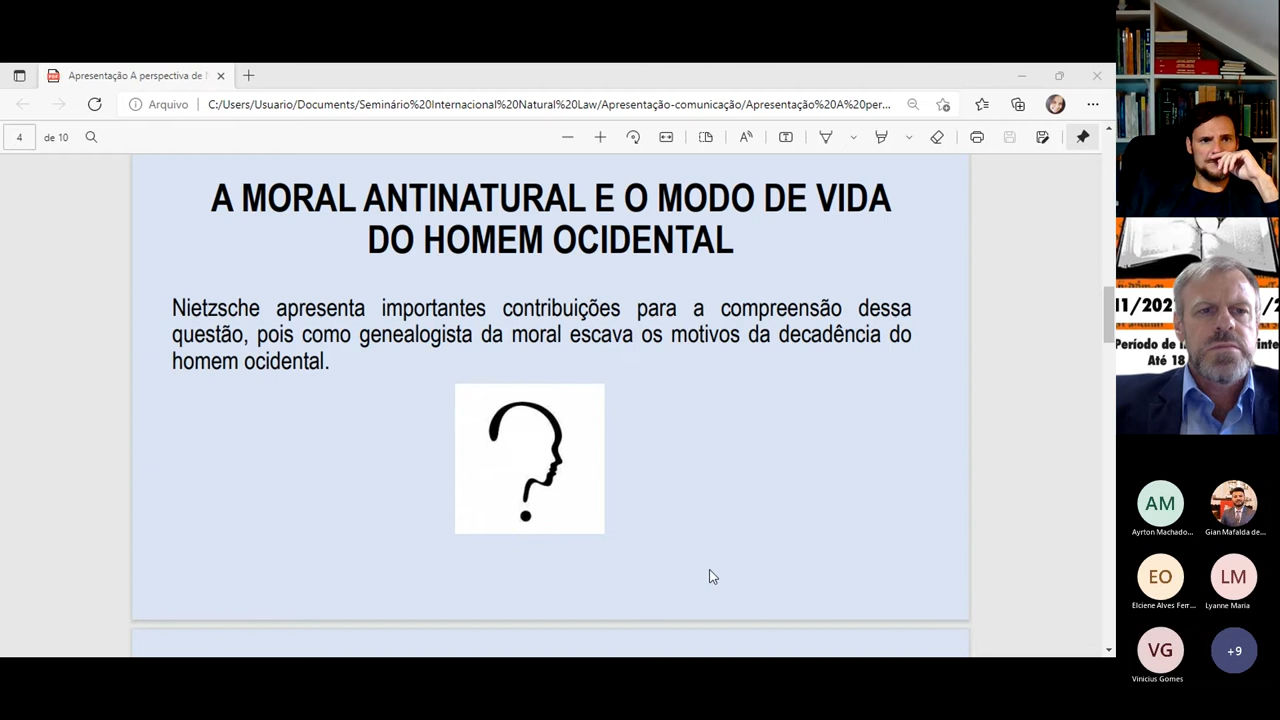 Apresentação A perspectiva de
Arquivo
C:/Users/Usuario/Documents/Seminário%20Internacional%20Natural%20Law/Apresentação-comunicação/Apresentação%20A%20per...
4
de 10
A MORAL ANTINATURAL E O MODO DE VIDA
DO HOMEM OCIDENTAL
Nietzsche apresenta importantes contribuições para a compreensão dessa
questão, pois como genealogista da moral escava os motivos da decadência do
homem ocidental.
11/202
Período de
Até 18
AM
Ayrton Machado...
Gian Mafalda de...
EO
Elciene Alves Ferr...
LM
Lyanne Maria
VG
Vinicius Gomes
+9